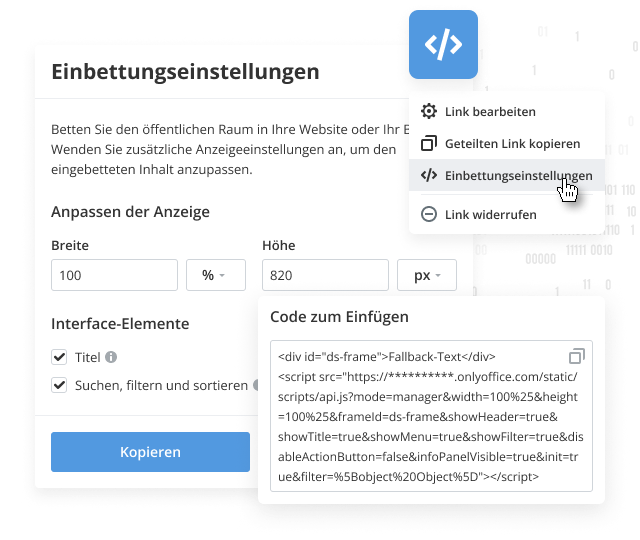 Einbettungseinstellungen
Betten Sie den öffentlichen Raum in Ihre Website oder Ihr
Wenden Sie zusätzliche Anzeigeeinstellungen an, um den
eingebetteten Inhalt anzupassen.
Link bearbeiten
Geteilten Link kopieren
Einbettungseinstellungen
Link widerrufen
Anpassen der Anzeige
Breite
Höhe
100
%
820
px
Interface-Elemente
Titel
Suchen, filtern und sortieren
Kopieren
Code zum Einfügen
<div id="ds-frame">Fallback-Text</div>
<script src="https://**********.onlyoffice.com/static/
scripts/api.js?mode=manager&width=100%25&height
=100%25&frameId=ds-frame&showHeader=true&
showTitle=true&showMenu=true&showFilter=true&dis
ableActionButton=false&infoPanelVisible=true&init=tr
ue&filter=%5Bobject%20Object%5D"></script>